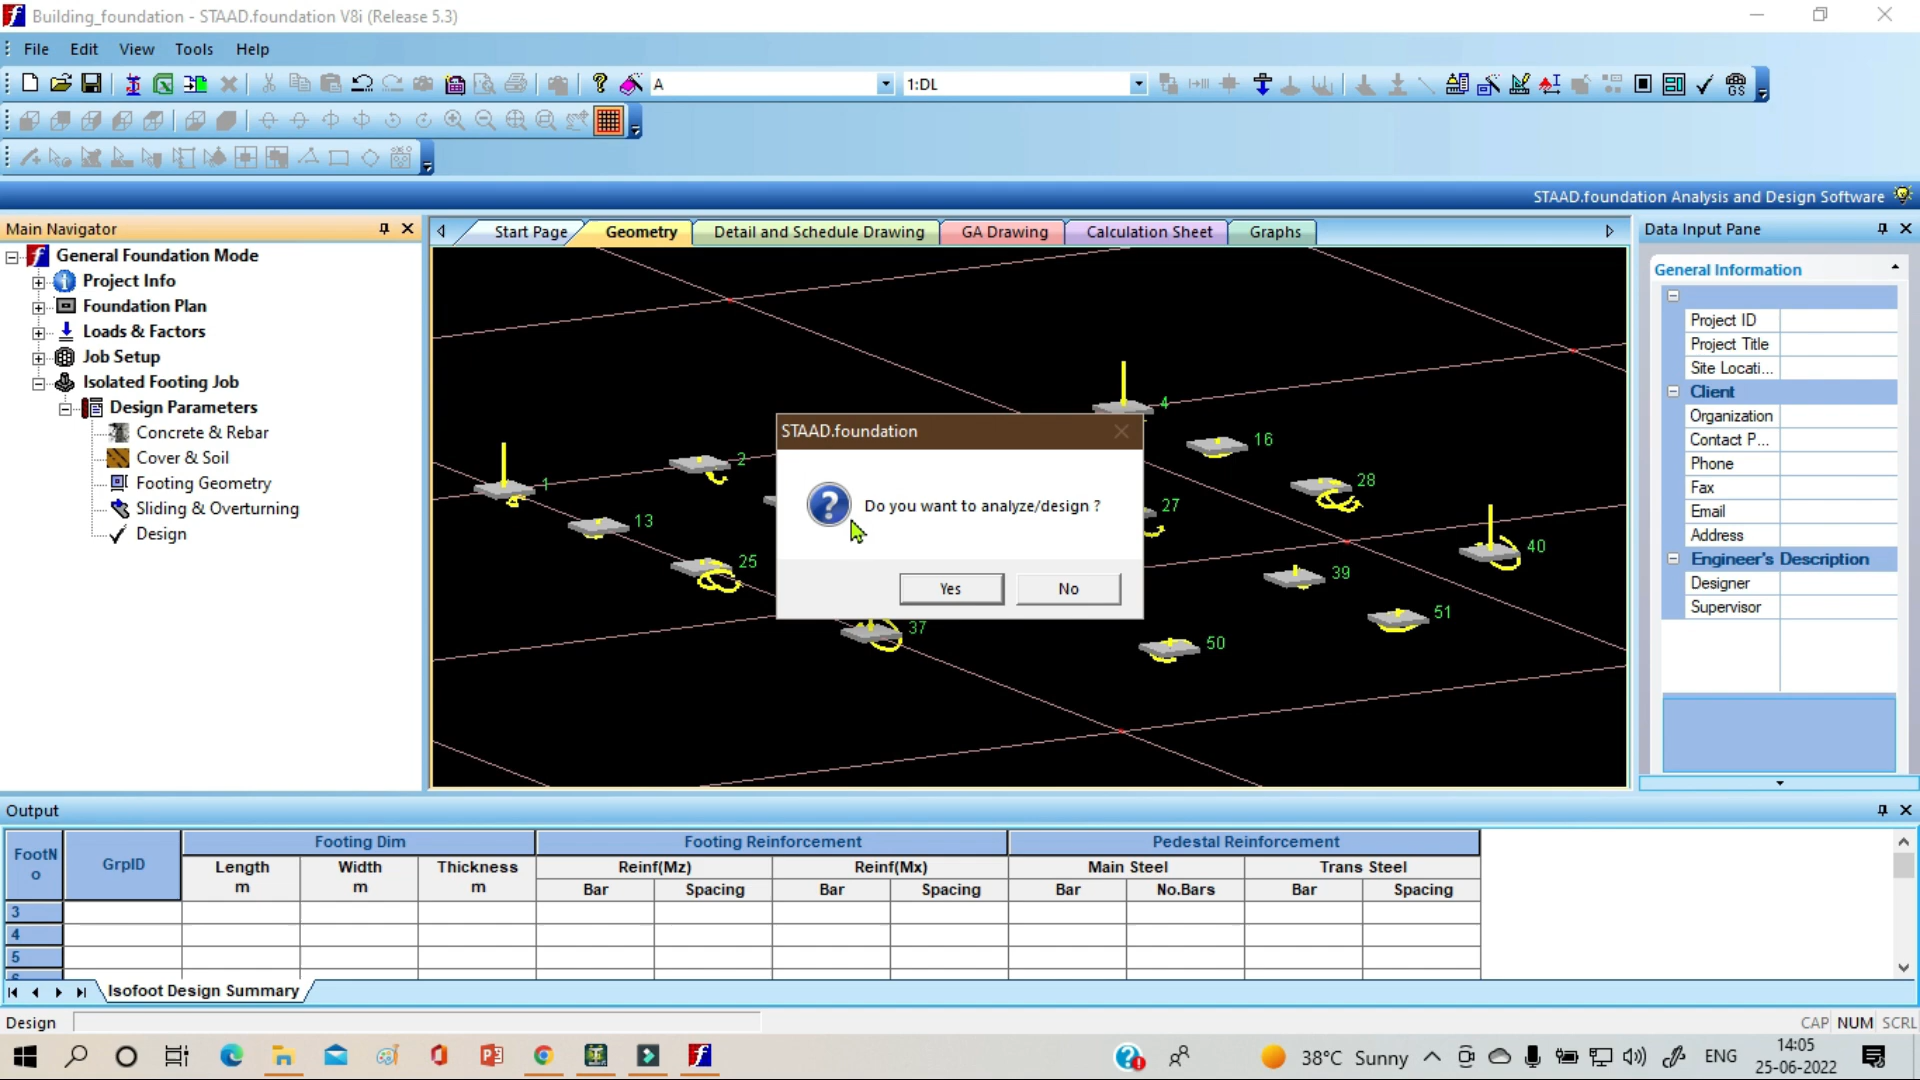 Building_foundation - STAAD.foundation V8i (Release 5.3)
File Edit View Tools Help
A 1:DL
STAAD.foundation Analysis and Design Software
Main Navigator
General Foundation Mode
Project Info
Foundation Plan
Loads & Factors
Job Setup
Isolated Footing Job
Design Parameters
Concrete & Rebar
Cover & Soil
Footing Geometry
Sliding & Overturning
Design
Start Page Geometry Detail and Schedule Drawing GA Drawing Calculation Sheet Graphs
4
16
2
28
1
27
13
40
25
39
51
37
50
STAAD.foundation
Do you want to analyze/design ?
Yes No
Data Input Pane
General Information
Project ID
Project Title
Site Locati...
Client
Organization
Contact P...
Phone
Fax
Email
Address
Engineer's Description
Designer
Supervisor
Output
FootN
o
GrpID
Footing Dim Footing Reinforcement Pedestal Reinforcement
Length Width Thickness Reinf(Mz) Reinf(Mx) Main Steel Trans Steel
m m m Bar Spacing Bar Spacing Bar No.Bars Bar Spacing
3
4
5
6
Isofoot Design Summary
Design
CAP NUM SCRL
38°C Sunny ENG 14:05
25-06-2022